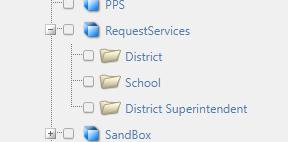 PPS
RequestServices
District
School
District Superintendent
SandBox